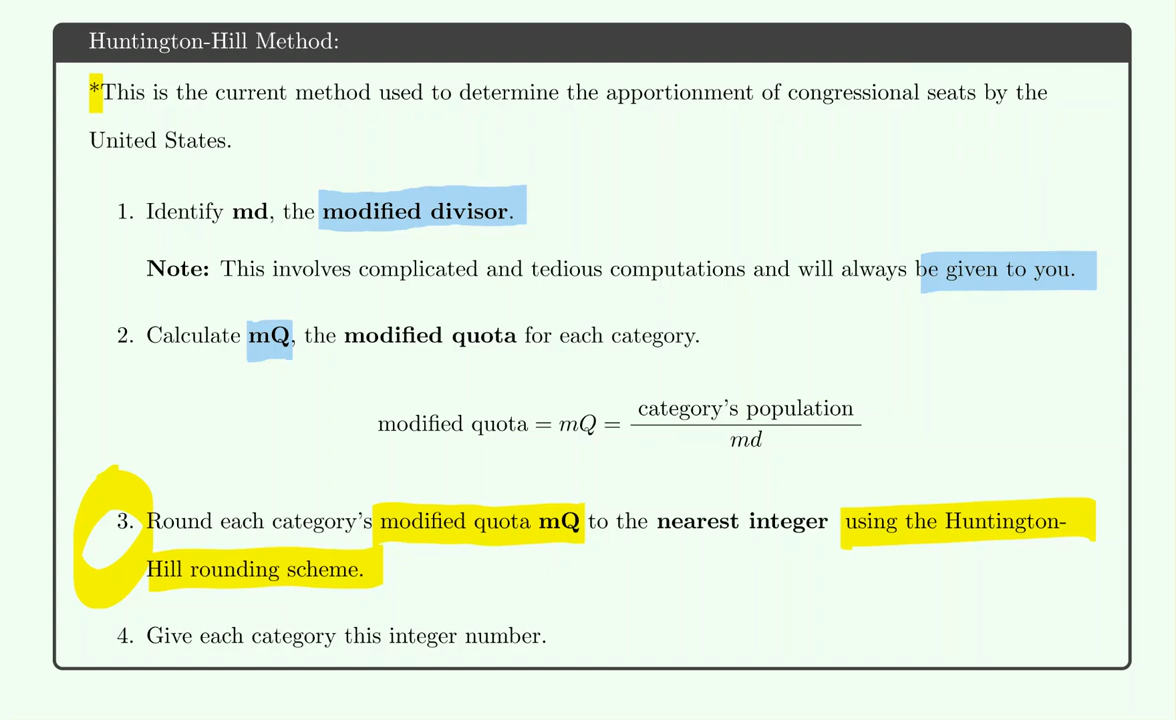 Huntington-Hill Method:
*This is the current method used to determine the apportionment of congressional seats by the
United States.
1. Identify md, the modified divisor.
Note: This involves complicated and tedious computations and will always be given to you.
2. Calculate mQ, the modified quota for each category.
modified quota = mQ = category's population / md
3. Round each category's modified quota mQ to the nearest integer using the Huntington-
Hill rounding scheme.
4. Give each category this integer number.